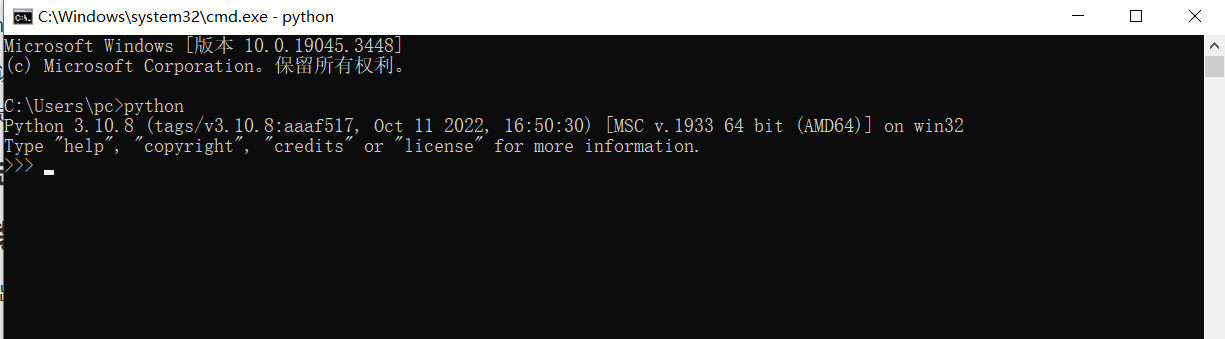 C:\Windows\system32\cmd.exe - python
Microsoft Windows [版本 10.0.19045.3448]
(c) Microsoft Corporation。保留所有权利。
C:\Users\pc>python
Python 3.10.8 (tags/v3.10.8:aaaf517, Oct 11 2022, 16:50:30) [MSC v.1933 64 bit (AMD64)] on win32
Type "help", "copyright", "credits" or "license" for more information.
>>>